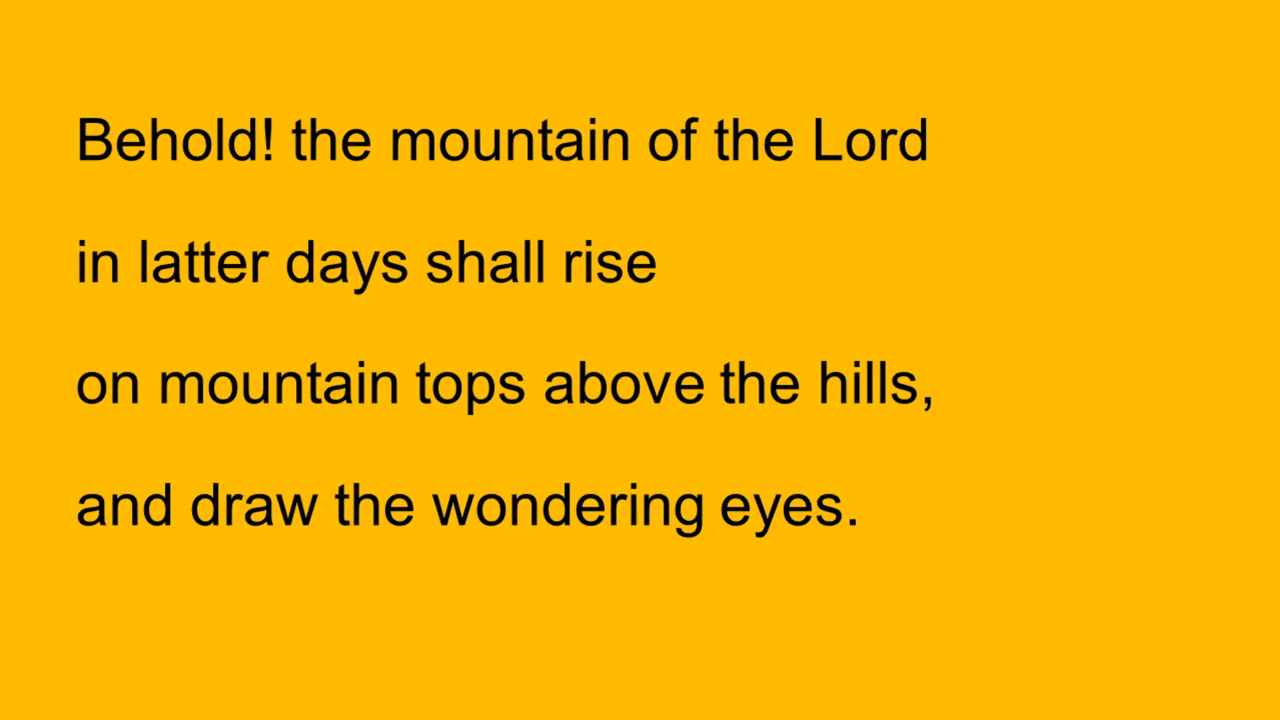 Behold! the mountain of the Lord
in latter days shall rise
on mountain tops above the hills,
and draw the wondering eyes.